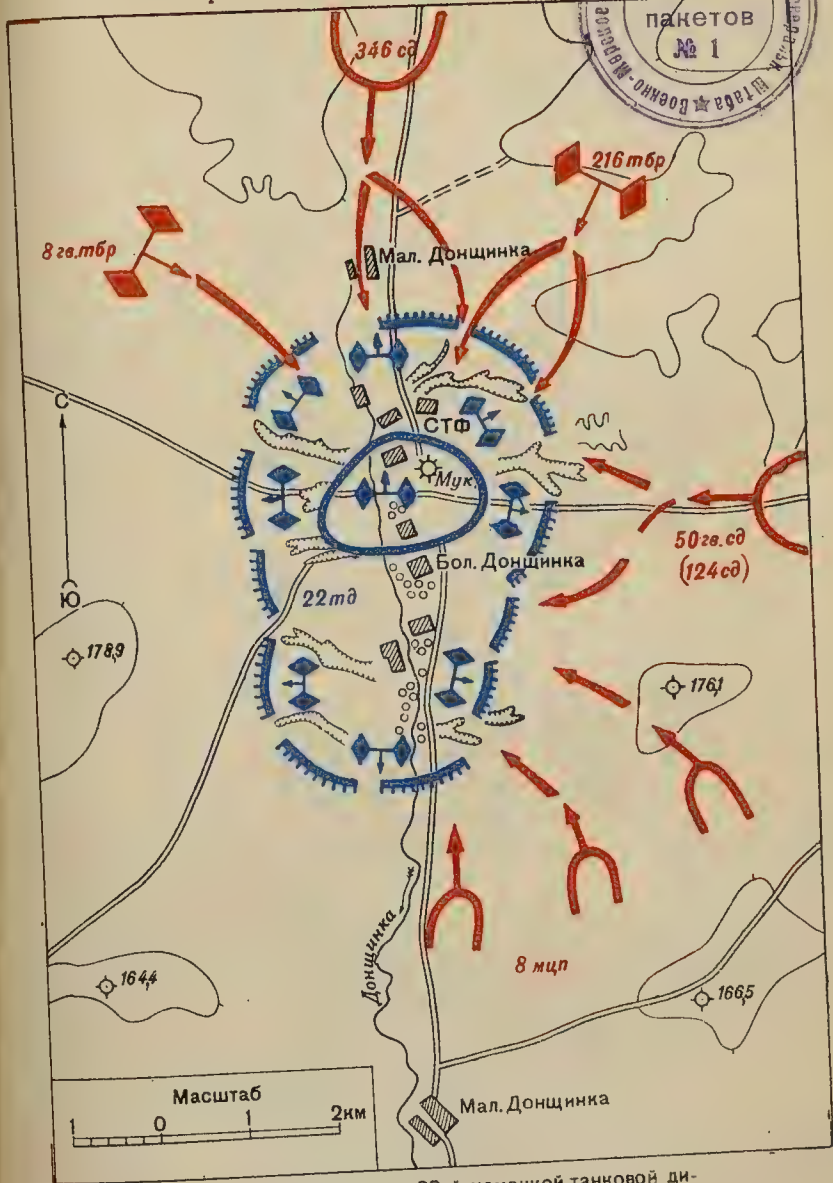 пакетов
№ 1
Штаба ★ Военно-Морс
346 сд
216 тбр
8 гв.тбр
Мал. Донщинка
С
СТФ
Мук.
50 гв. сд
(124 сд)
Бол. Донщинка
22 тд
Ю
178,9
176,1
Донщинка
8 мцп
164,4
166,5
Масштаб
1 0 1 2км
Мал. Донщинка
немецкой танковой ди-